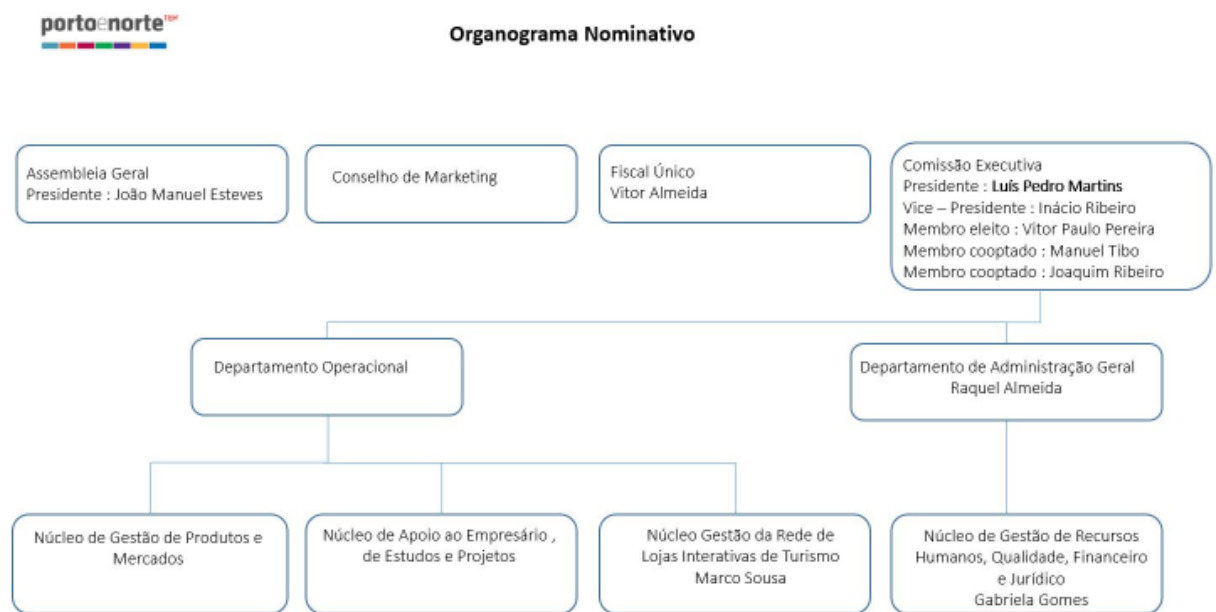 portoenorte
Organograma Nominativo
Assembleia Geral
Presidente : João Manuel Esteves
Conselho de Marketing
Fiscal Único
Vitor Almeida
Comissão Executiva
Presidente : Luís Pedro Martins
Vice – Presidente : Inácio Ribeiro
Membro eleito : Vitor Paulo Pereira
Membro cooptado : Manuel Tibo
Membro cooptado : Joaquim Ribeiro
Departamento Operacional
Departamento de Administração Geral
Raquel Almeida
Núcleo de Gestão de Produtos e
Mercados
Núcleo de Apoio ao Empresário ,
de Estudos e Projetos
Núcleo Gestão da Rede de
Lojas Interativas de Turismo
Marco Sousa
Núcleo de Gestão de Recursos
Humanos, Qualidade, Financeiro
e Jurídico
Gabriela Gomes